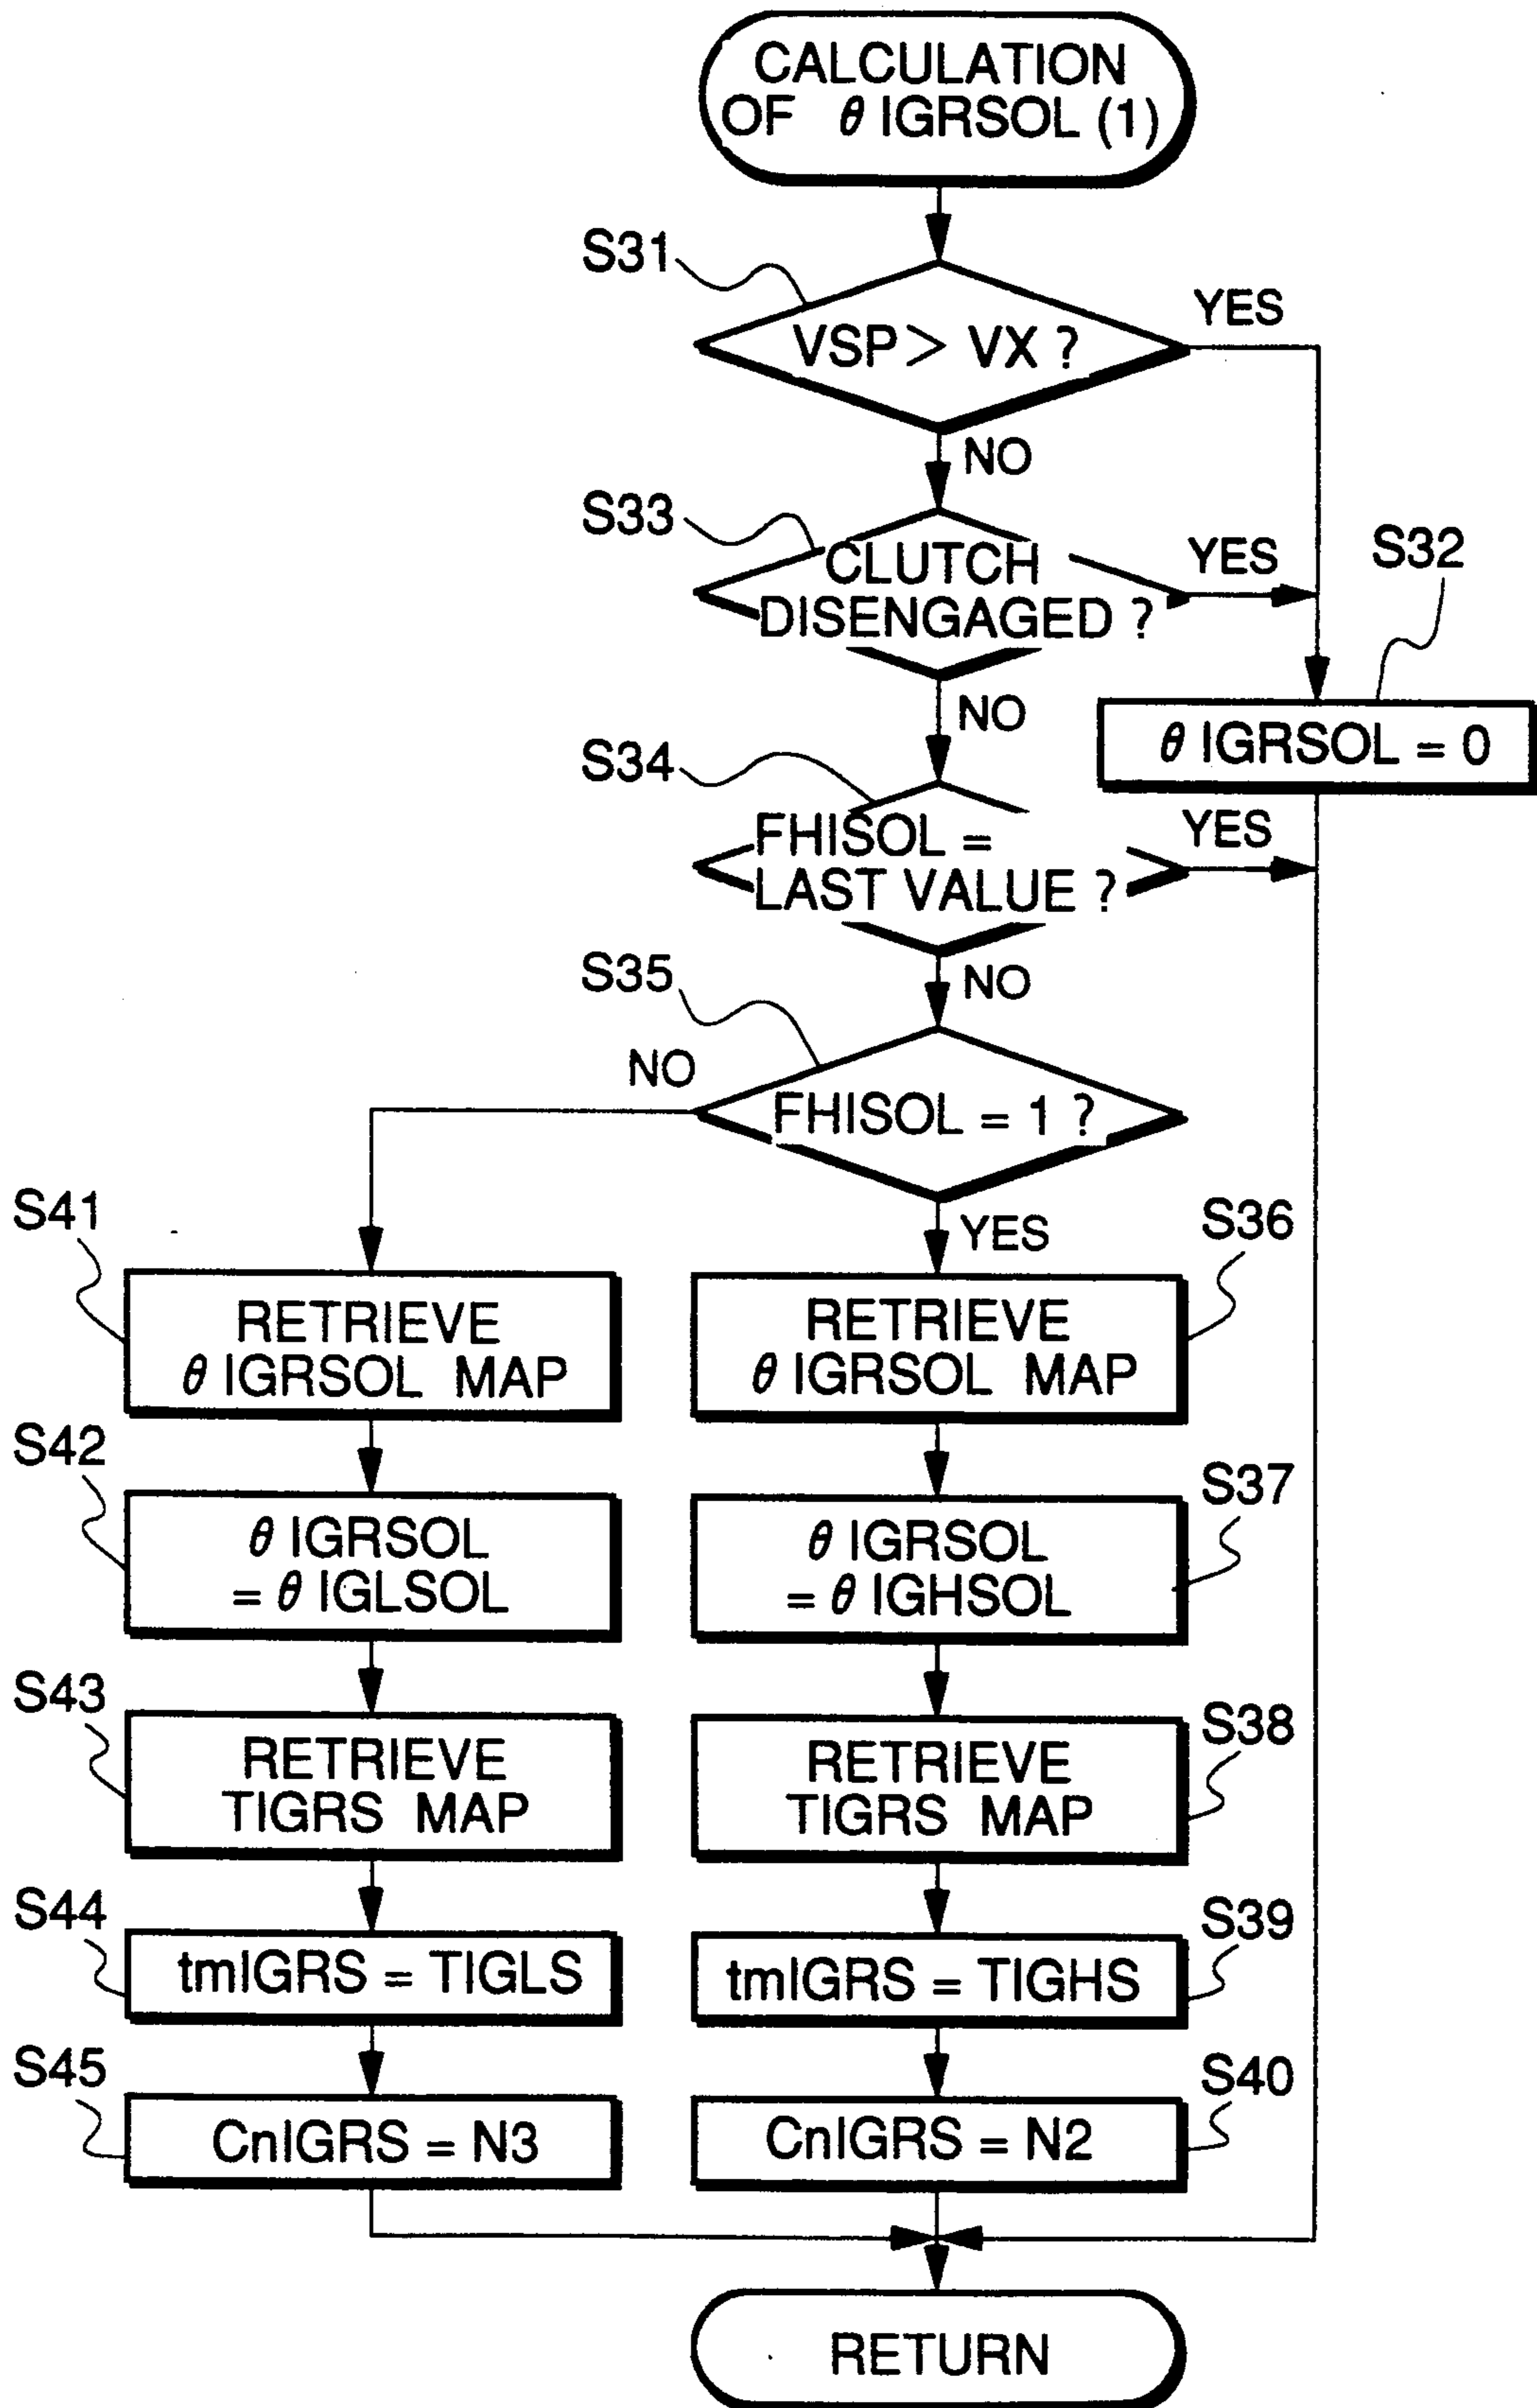 CALCULATION
OF θ IGRSOL (1)
S31
VSP > VX ?
YES
NO
S33
CLUTCH
DISENGAGED ?
YES
S32
NO
θ IGRSOL = 0
S34
FHISOL =
LAST VALUE ?
YES
NO
S35
NO
FHISOL = 1 ?
YES
S41
RETRIEVE
θ IGRSOL MAP
S36
RETRIEVE
θ IGRSOL MAP
S42
θ IGRSOL
= θ IGLSOL
S37
θ IGRSOL
= θ IGHSOL
S43
RETRIEVE
TIGRS MAP
S38
RETRIEVE
TIGRS MAP
S44
tmIGRS = TIGLS
S39
tmIGRS = TIGHS
S45
CnIGRS = N3
S40
CnIGRS = N2
RETURN